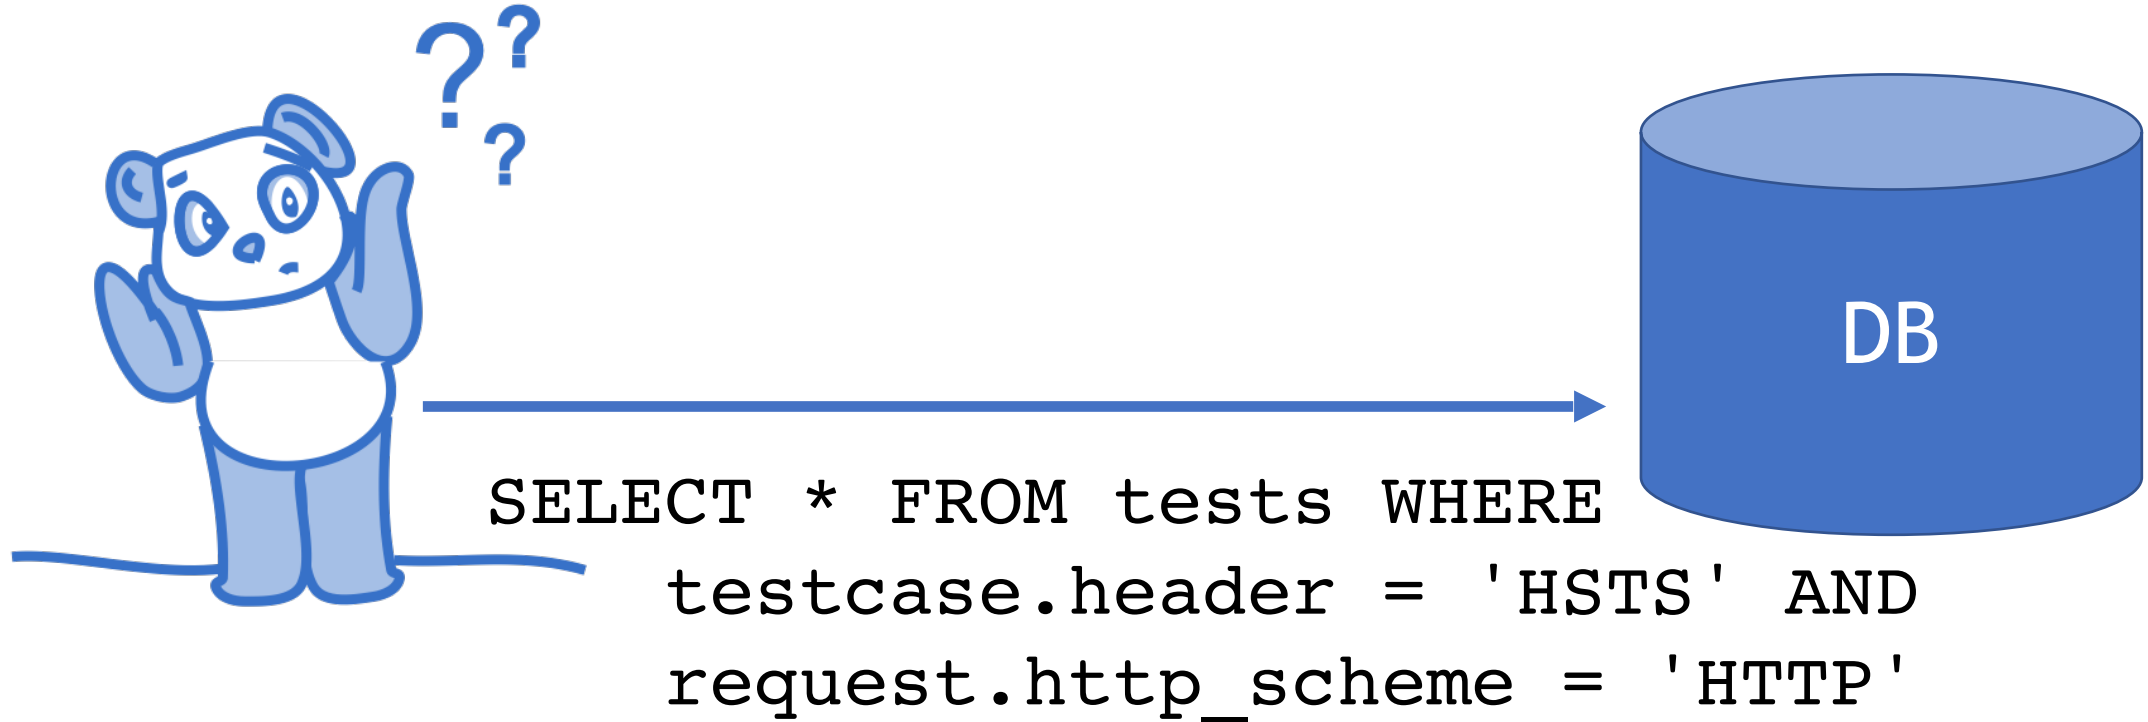 ?
?
?
DB
SELECT * FROM tests WHERE
testcase.header = 'HSTS' AND
request.http_scheme = 'HTTP'